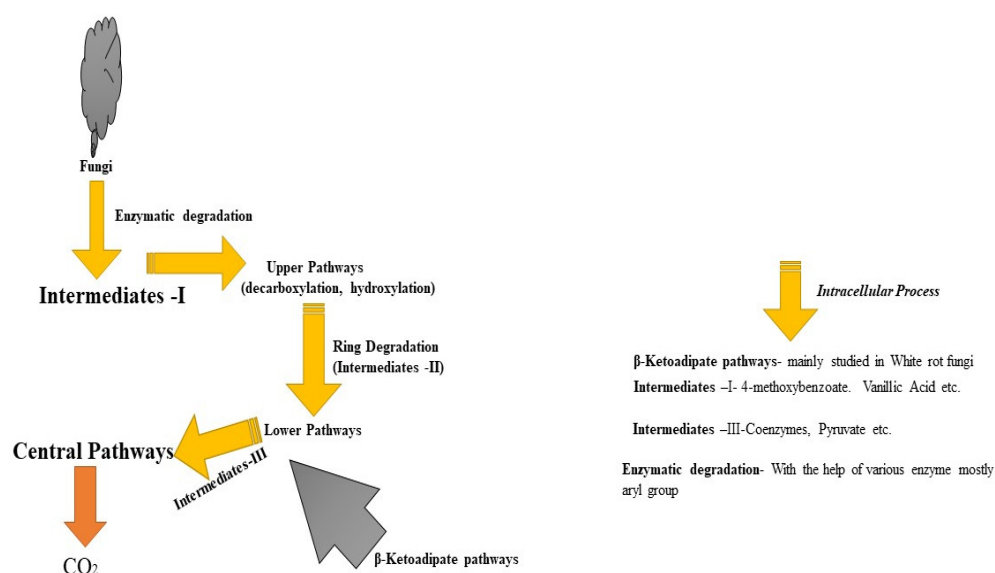 Fungi
Enzymatic degradation
Intermediates -I
Upper Pathways
(decarboxylation, hydroxylation)
Ring Degradation
(Intermediates -II)
Lower Pathways
Central Pathways
Intermediates-III
β-Ketoadipate pathways
CO2
Intracellular Process
β-Ketoadipate pathways- mainly studied in White rot fungi
Intermediates –I- 4-methoxybenzoate. Vanillic Acid etc.
Intermediates –III-Coenzymes, Pyruvate etc.
Enzymatic degradation- With the help of various enzyme mostly
aryl group